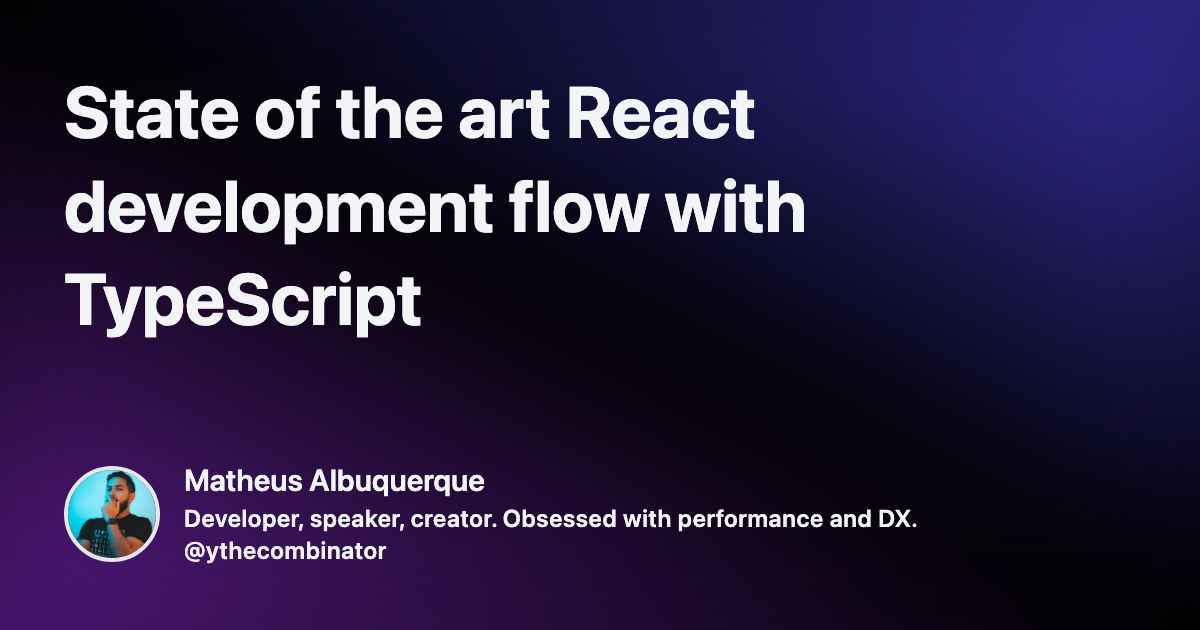 State of the art React
development flow with
TypeScript
Matheus Albuquerque
Developer, speaker, creator. Obsessed with performance and DX.
@ythecombinator